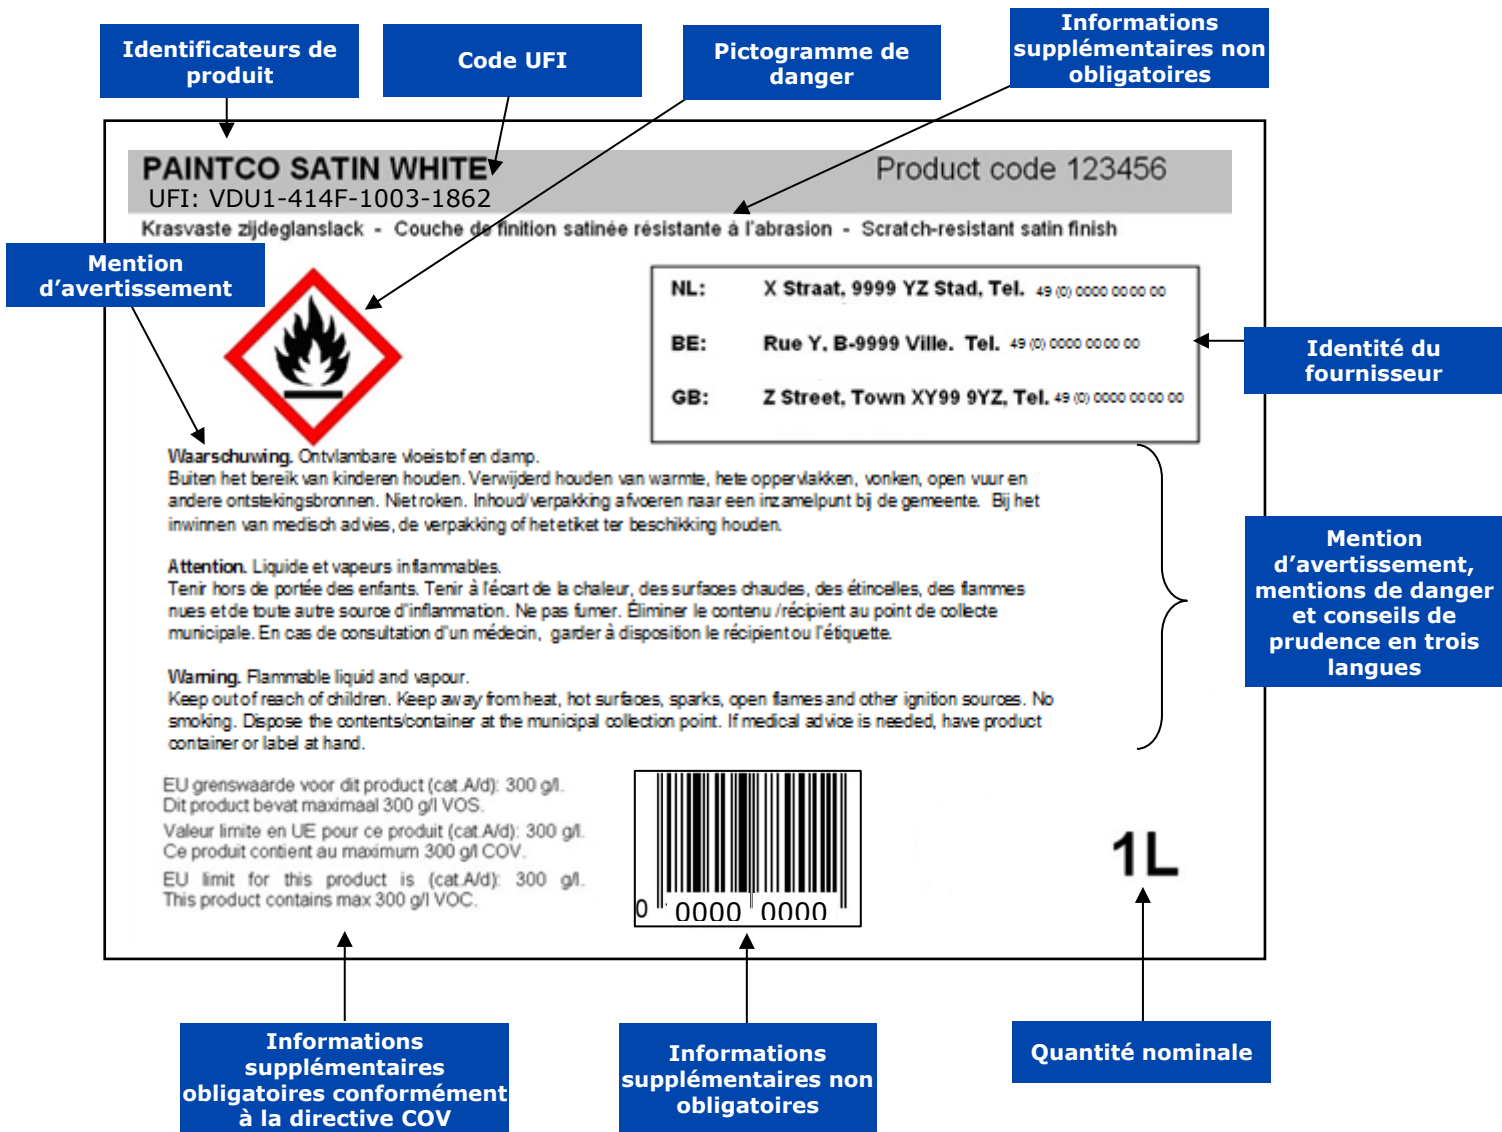 Identificateurs de
produit
Code UFI
Pictogramme de
danger
Informations
supplémentaires non
obligatoires
PAINTCO SATIN WHITE
Product code 123456
UFI: VDU1-414F-1003-1862
Krasvaste zijdeglanslack - Couche de finition satinée résistante à l'abrasion - Scratch-resistant satin finish
Mention
d'avertissement
NL: X Straat, 9999 YZ Stad, Tel. 49 (0) 0000 0000 00
BE: Rue Y, B-9999 Ville. Tel. 49 (0) 0000 0000 00
GB: Z Street, Town XY99 9YZ, Tel. 49 (0) 0000 0000 00
Identité du
fournisseur
Waarschuwing. Ontvlambare vloeistof en damp.
Buiten het bereik van kinderen houden. Verwijderd houden van warmte, hete oppervlakken, vonken, open vuur en
andere ontstekingsbronnen. Niet roken. Inhoud/verpakking afvoeren naar een inzamelpunt bij de gemeente. Bij het
inwinnen van medisch advies, de verpakking of het etiket ter beschikking houden.
Attention. Liquide et vapeurs inflammables.
Tenir hors de portée des enfants. Tenir à l'écart de la chaleur, des surfaces chaudes, des étincelles, des flammes
nues et de toute autre source d'inflammation. Ne pas fumer. Éliminer le contenu /récipient au point de collecte
municipale. En cas de consultation d'un médecin, garder à disposition le récipient ou l'étiquette.
Warning. Flammable liquid and vapour.
Keep out of reach of children. Keep away from heat, hot surfaces, sparks, open flames and other ignition sources. No
smoking. Dispose the contents/container at the municipal collection point. If medical advice is needed, have product
container or label at hand.
Mention
d'avertissement,
mentions de danger
et conseils de
prudence en trois
langues
EU grenswaarde voor dit product (cat.A/d): 300 g/l.
Dit product bevat maximaal 300 g/l VOS.
Valeur limite en UE pour ce produit (cat.A/d): 300 g/l.
Ce produit contient au maximum 300 g/l COV.
EU limit for this product is (cat.A/d): 300 g/l.
This product contains max 300 g/l VOC.
0 0000 0000
1L
Informations
supplémentaires
obligatoires conformément
à la directive COV
Informations
supplémentaires non
obligatoires
Quantité nominale